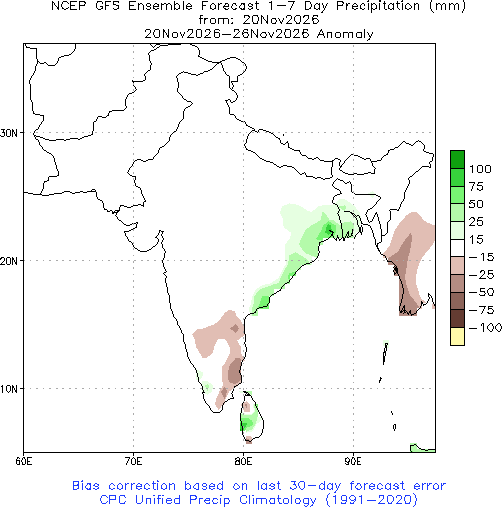 NCEP GFS Ensemble Forecast 1-7 Day Precipitation (mm)
from: 20Nov2026
20Nov2026-26Nov2026 Anomaly
30N
20N
10N
60E 70E 80E 90E
100
75
50
25
15
-15
-25
-50
-75
-100
Bias correction based on last 30-day forecast error
CPC Unified Precip Climatology (1991-2020)